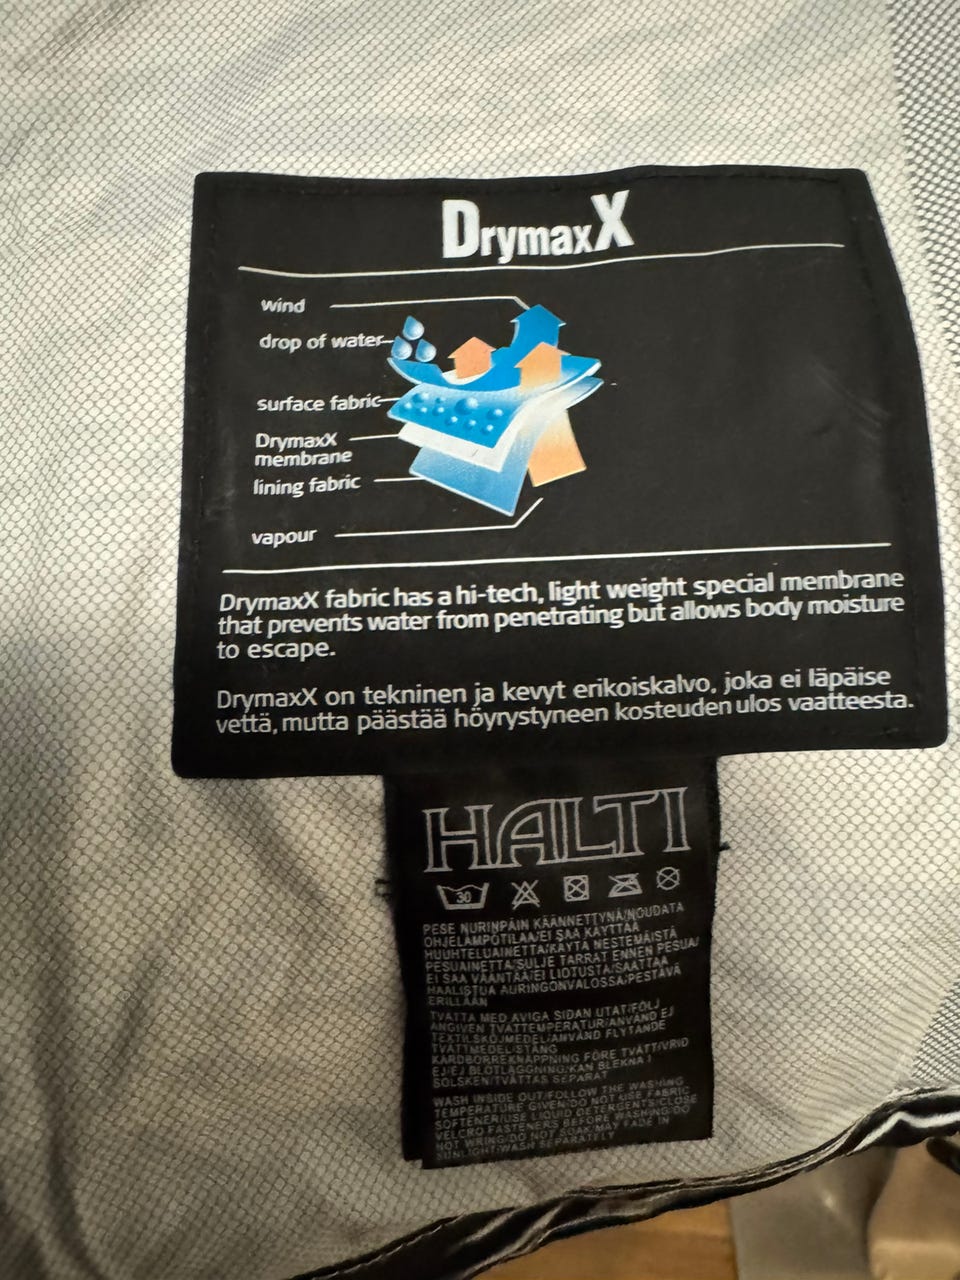 DrymaxX
wind
drop of water
surface fabric
DrymaxX
membrane
lining fabric
vapour
DrymaxX fabric has a hi-tech, light weight special membrane
that prevents water from penetrating but allows body moisture
to escape.
DrymaxX on tekninen ja kevyt erikoiskalvo, joka ei läpäise
vettä, mutta päästää höyrystyneen kosteuden ulos vaatteesta.
HALTI
30
PESE NURINPÄIN KÄÄNNETTYNÄ/NOUDATA
OHJELÄMPÖTILAA/EI SAA KÄYTTÄÄ
HUUHTELUAINETTA/KÄYTÄ NESTEMÄISTÄ
PESUAINETTA/SULJE TARRAT ENNEN PESUA/
EI SAA VÄÄNTÄÄ/EI LIOTUSTA/SAATTAA
HAALISTUA AURINGONVALOSSA/PESTÄVÄ
ERILLÄÄN
TVÄTTA MED AVIGA SIDAN UTÅT/FÖLJ
ANGIVEN TVÄTTEMPERATUR/ANVÄND EJ
TEXTILSKÖJMEDEL/ANVÄND FLYTANDE
TVÄTTMEDEL/STÄNG
KARDBORREKNÄPPNING FÖRE TVÄTT/VRID
EJ/EJ BLÖTLÄGGNING/KAN BLEKNA I
SOLSKEN/TVÄTTAS SEPARAT
WASH INSIDE OUT/FOLLOW THE WASHING
TEMPERATURE GIVEN/DO NOT USE FABRIC
SOFTENER/USE LIQUID DETERGENTS/CLOSE
VELCRO FASTENERS BEFORE WASHING/DO
NOT WRING/DO NOT SOAK/MAY FADE IN
SUNLIGHT/WASH SEPARATELY